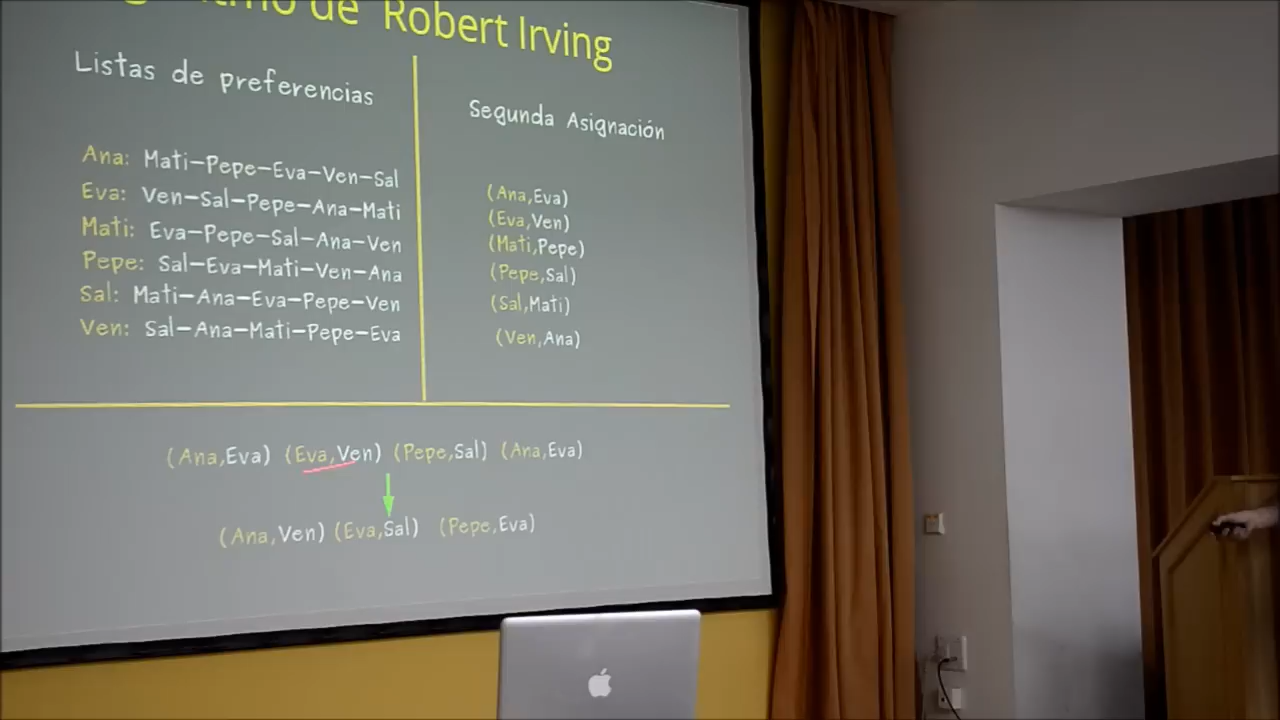 de Robert Irving
Listas de preferencias
Ana: Mati-Pepe-Eva-Ven-Sal
Eva: Ven-Sal-Pepe-Ana-Mati
Mati: Eva-Pepe-Sal-Ana-Ven
Pepe: Sal-Eva-Mati-Ven-Ana
Sal: Mati-Ana-Eva-Pepe-Ven
Ven: Sal-Ana-Mati-Pepe-Eva
Segunda Asignación
(Ana,Eva)
(Eva,Ven)
(Mati,Pepe)
(Pepe,Sal)
(Sal,Mati)
(Ven,Ana)
(Ana,Eva) (Eva,Ven) (Pepe,Sal) (Ana,Eva)
(Ana,Ven) (Eva,Sal) (Pepe,Eva)